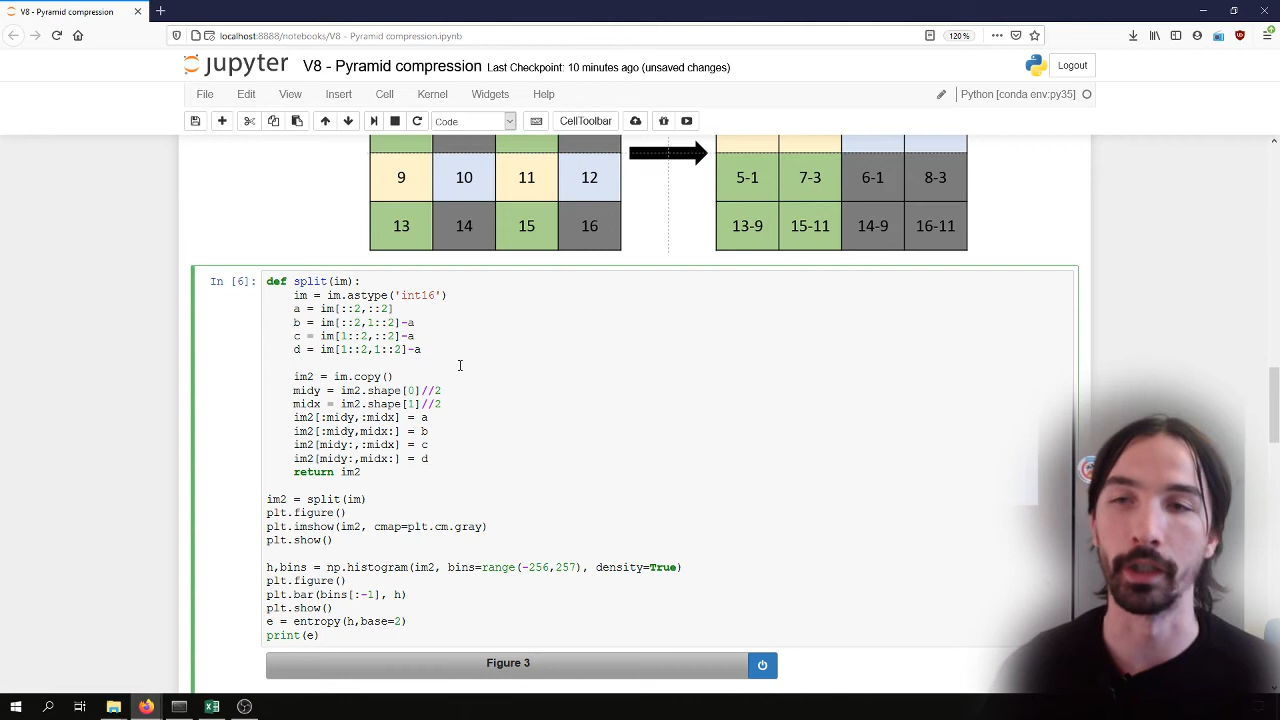 V8 - Pyramid compression
localhost:8888/notebooks/V8 - Pyramid compression.ipynb
120%
jupyter V8 - Pyramid compression Last Checkpoint: 10 minutes ago (unsaved changes)
Logout
File Edit View Insert Cell Kernel Widgets Help
Python [conda env:py35]
Code
CellToolbar
9 10 11 12
5-1 7-3 6-1 8-3
13 14 15 16
13-9 15-11 14-9 16-11
In [6]:
def split(im):
im = im.astype('int16')
a = im[::2,::2]
b = im[::2,1::2]-a
c = im[1::2,::2]-a
d = im[1::2,1::2]-a
im2 = im.copy()
midy = im2.shape[0]//2
midx = im2.shape[1]//2
im2[:midy,:midx] = a
im2[:midy,midx:] = b
im2[midy:,:midx] = c
im2[midy:,midx:] = d
return im2
im2 = split(im)
plt.figure()
plt.imshow(im2, cmap=plt.cm.gray)
plt.show()
h,bins = np.histogram(im2, bins=range(-256,257), density=True)
plt.figure()
plt.bar(bins[:-1], h)
plt.show()
e = entropy(h,base=2)
print(e)
Figure 3